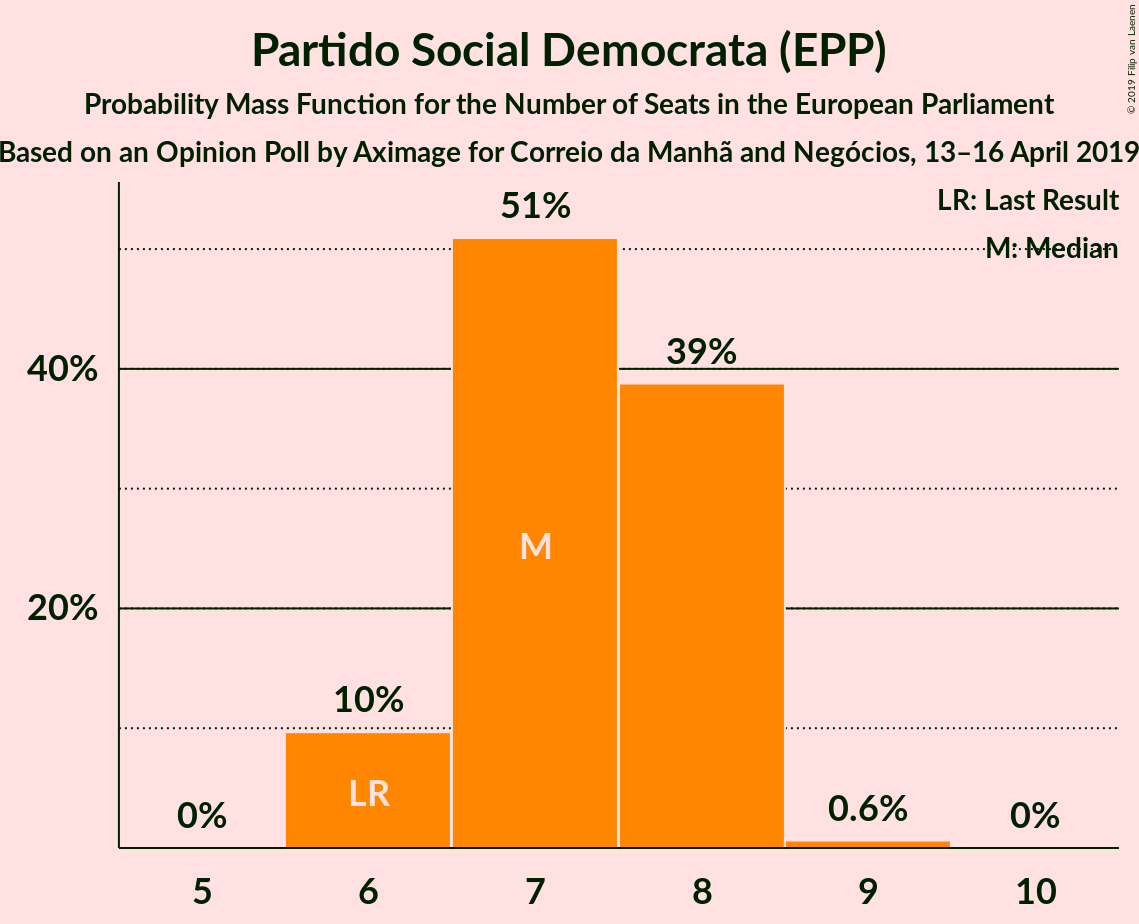 Partido Social Democrata (EPP)
Probability Mass Function for the Number of Seats in the European Parliament
Based on an Opinion Poll by Aximage for Correio da Manhã and Negócios, 13–16 April 2019
© 2019 Filip van Laenen
LR: Last Result
M: Median
51%
39%
40%
M
20%
10%
LR
0%
0.6%
0%
5
6
7
8
9
10